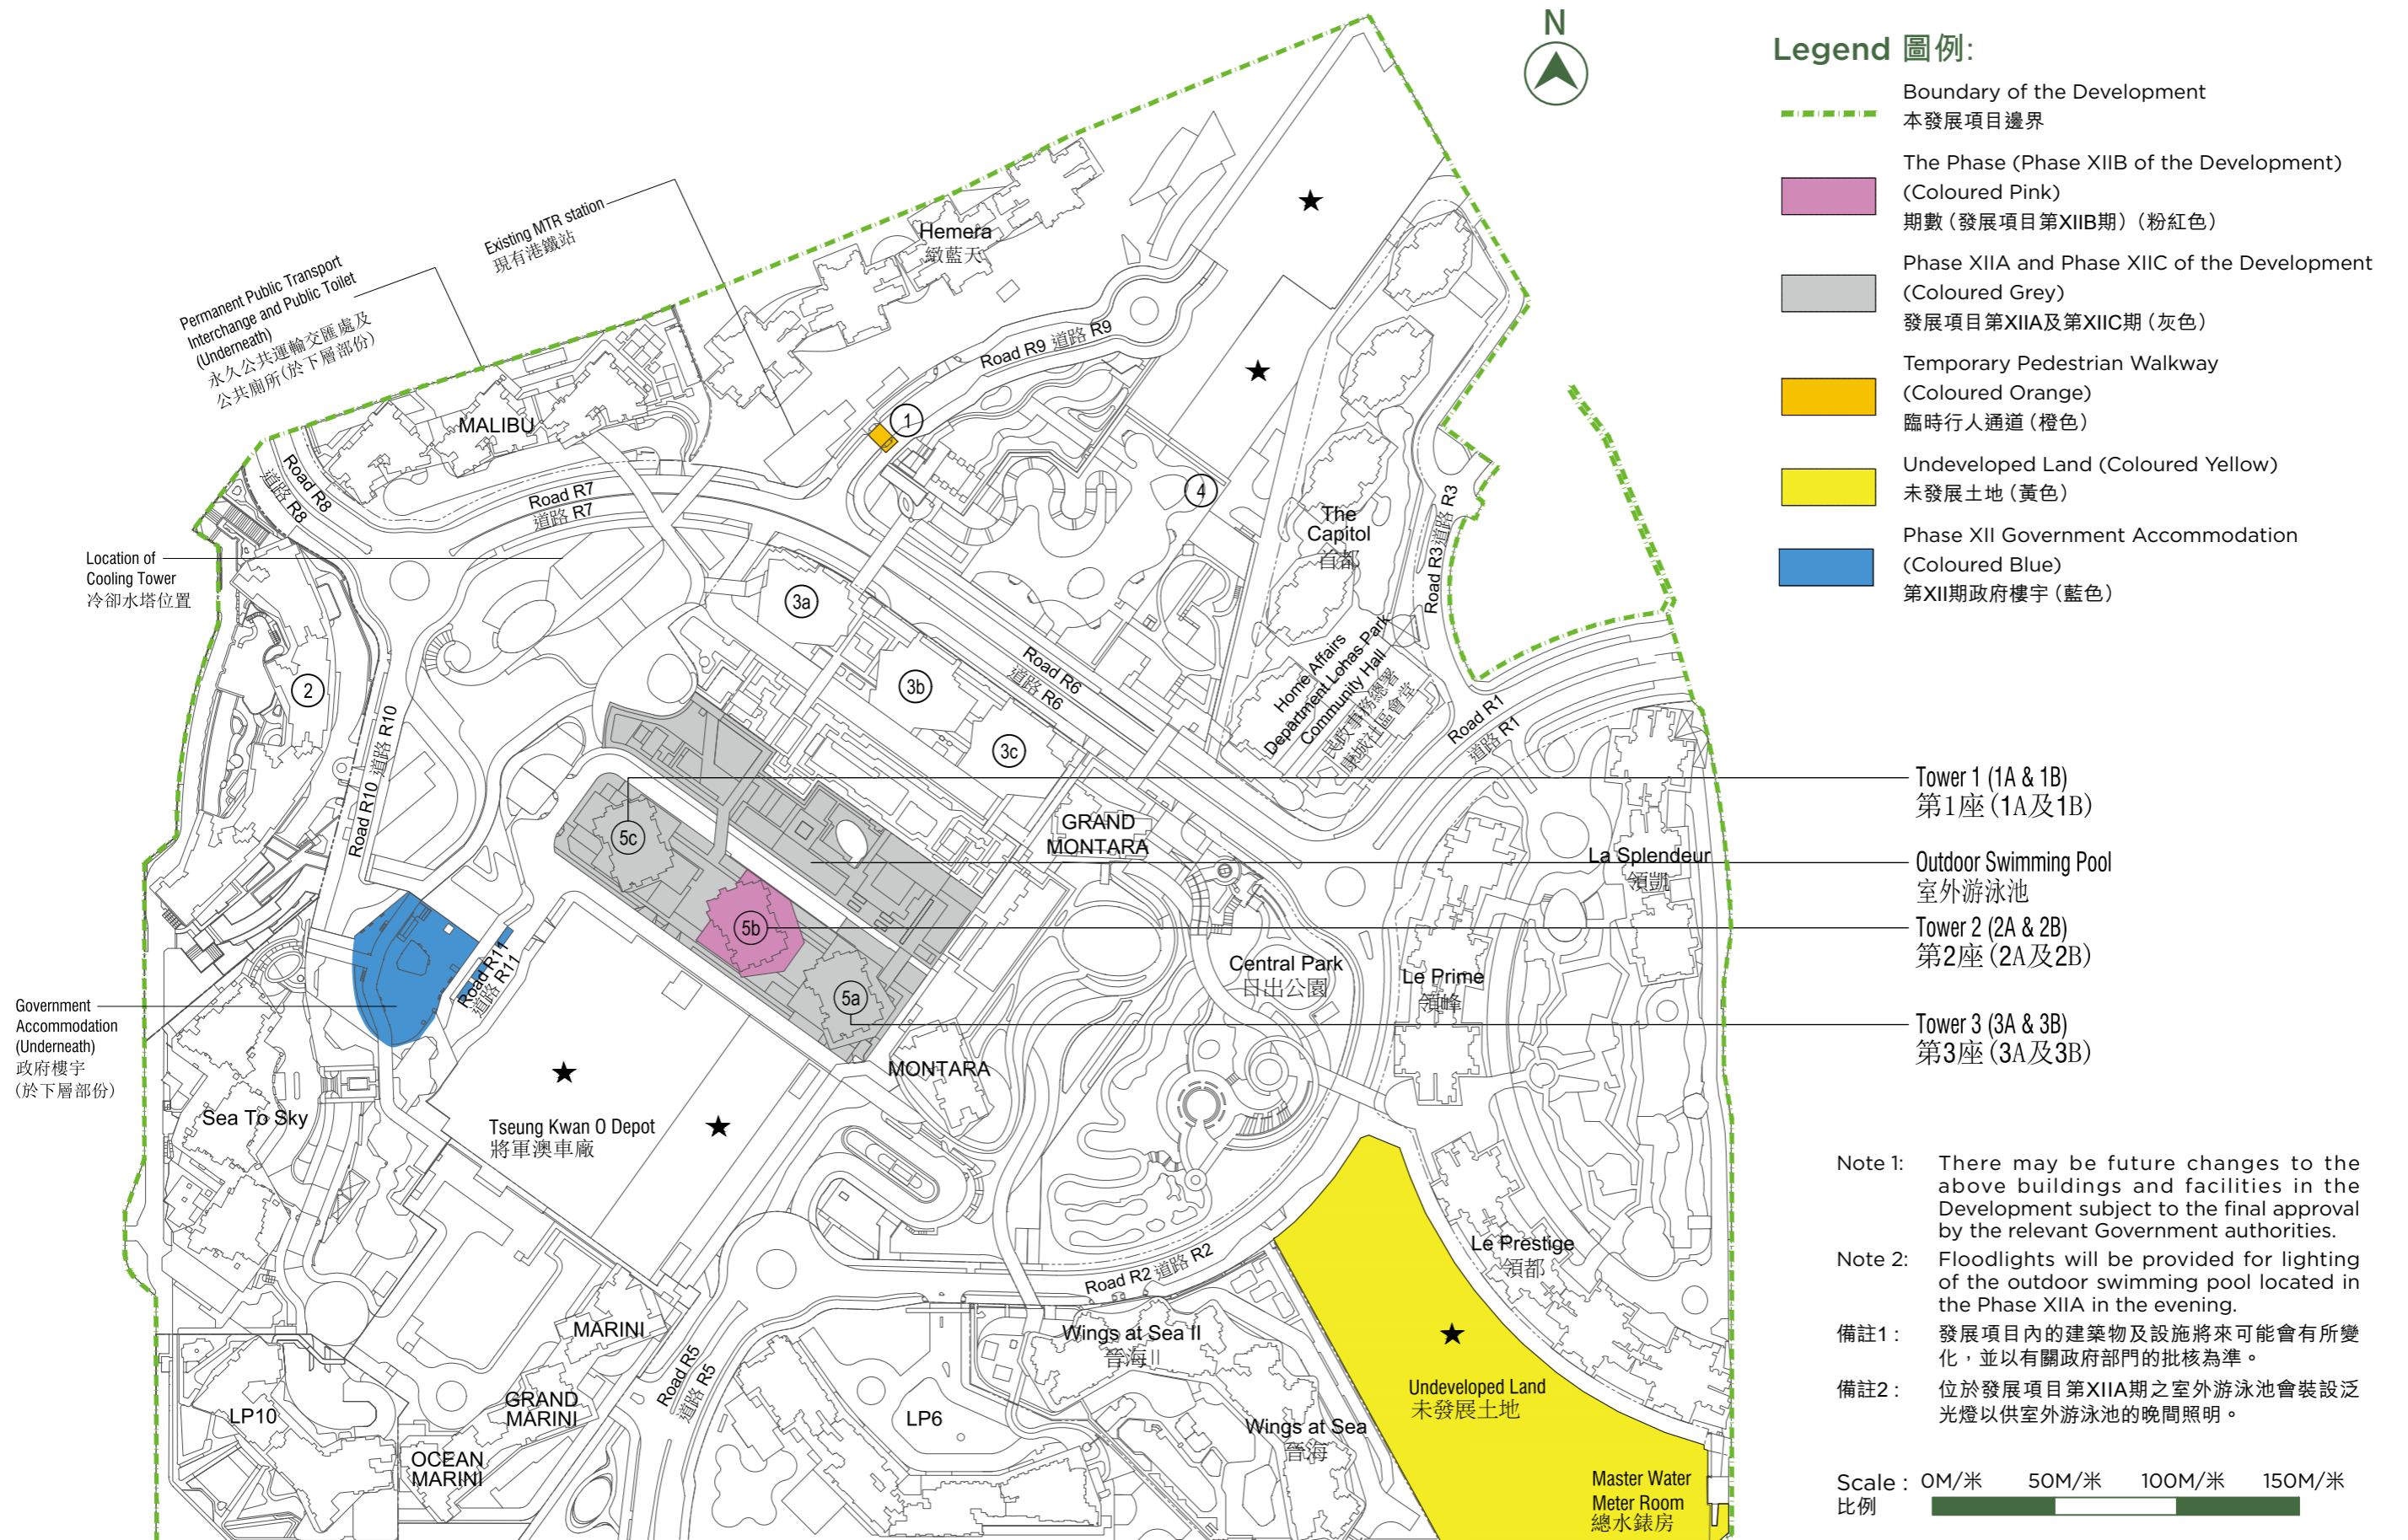 N
Legend 圖例:
Boundary of the Development
本發展項目邊界
The Phase (Phase XIIB of the Development)
(Coloured Pink)
期數（發展項目第XIIB期）（粉紅色）
Phase XIIA and Phase XIIC of the Development
(Coloured Grey)
發展項目第XIIA及第XIIC期（灰色）
Temporary Pedestrian Walkway
(Coloured Orange)
臨時行人通道（橙色）
Undeveloped Land (Coloured Yellow)
未發展土地（黃色）
Phase XII Government Accommodation
(Coloured Blue)
第XII期政府樓宇（藍色）
Existing MTR station
現有港鐵站
Permanent Public Transport
Interchange and Public Toilet
(Underneath)
永久公共運輸交匯處及
公共廁所(於下層部份)
Hemera
緻藍天
Road R9 道路 R9
MALIBU
1
4
Road R8
道路 R8
Road R7
道路 R7
The
Capitol
首都
Road R3 道路 R3
Location of
Cooling Tower
冷卻水塔位置
3a
3b
3c
2
Road R6
道路 R6
Home Affairs
Department Lohas Park
Community Hall
民政事務總署
康城社區會堂
Road R1
道路 R1
Road R10 道路 R10
Tower 1 (1A & 1B)
第1座（1A及1B）
5c
GRAND
MONTARA
La Splendeur
領凱
Outdoor Swimming Pool
室外游泳池
5b
Tower 2 (2A & 2B)
第2座（2A及2B）
Central Park
日出公園
Le Prime
領峰
Road R11
道路 R11
5a
Government
Accommodation
(Underneath)
政府樓宇
(於下層部份)
Tower 3 (3A & 3B)
第3座（3A及3B）
MONTARA
Sea To Sky
Tseung Kwan O Depot
將軍澳車廠
Le Prestige
領都
Road R2 道路 R2
MARINI
Road R5
道路 R5
Wings at Sea II
晉海II
GRAND
MARINI
LP10
LP6
Undeveloped Land
未發展土地
Wings at Sea
晉海
OCEAN
MARINI
Master Water
Meter Room
總水錶房
Note 1: There may be future changes to the
above buildings and facilities in the
Development subject to the final approval
by the relevant Government authorities.
Note 2: Floodlights will be provided for lighting
of the outdoor swimming pool located in
the Phase XIIA in the evening.
備註1： 發展項目內的建築物及設施將來可能會有所變
化，並以有關政府部門的批核為準。
備註2： 位於發展項目第XIIA期之室外游泳池會裝設泛
光燈以供室外游泳池的晚間照明。
Scale : 0M/米 50M/米 100M/米 150M/米
比例